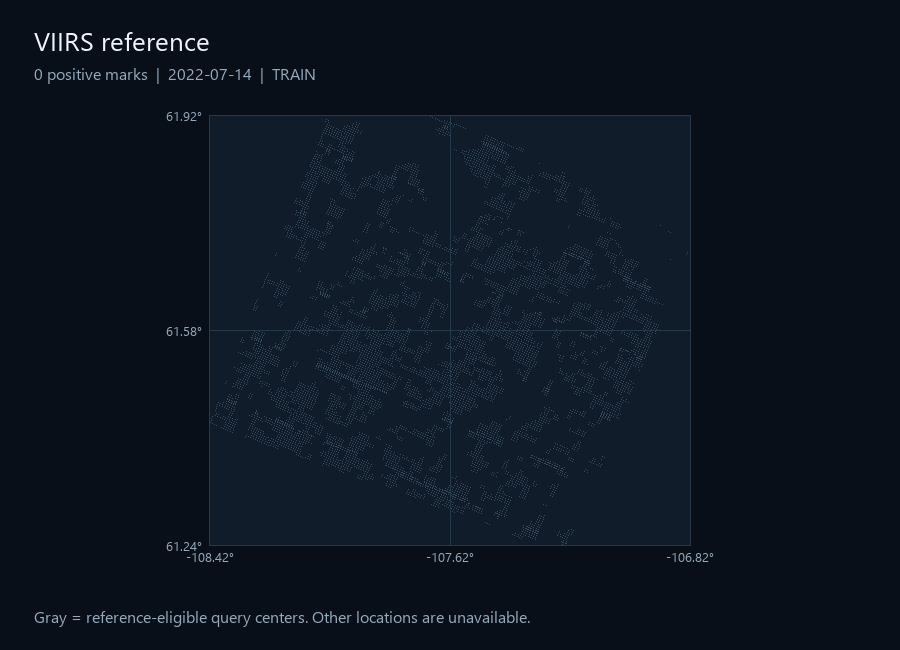 VIIRS reference
0 positive marks | 2022-07-14 | TRAIN
61.92°
61.58°
61.24°
-108.42°
-107.62°
-106.82°
Gray = reference-eligible query centers. Other locations are unavailable.